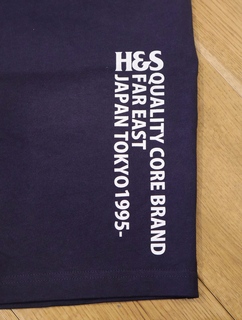 H&S
QUALITY CORE BRAND
FAR EAST
JAPAN TOKYO 1995-